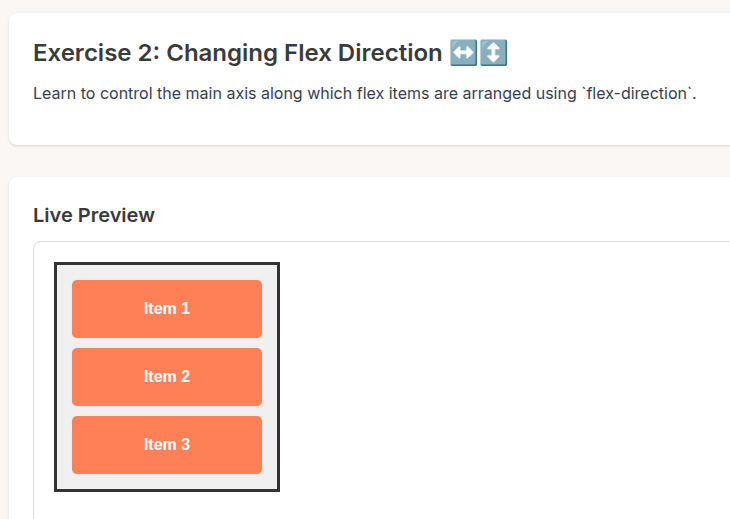 Exercise 2: Changing Flex Direction ↔️↕️
Learn to control the main axis along which flex items are arranged using `flex-direction`.
Live Preview
Item 1
Item 2
Item 3